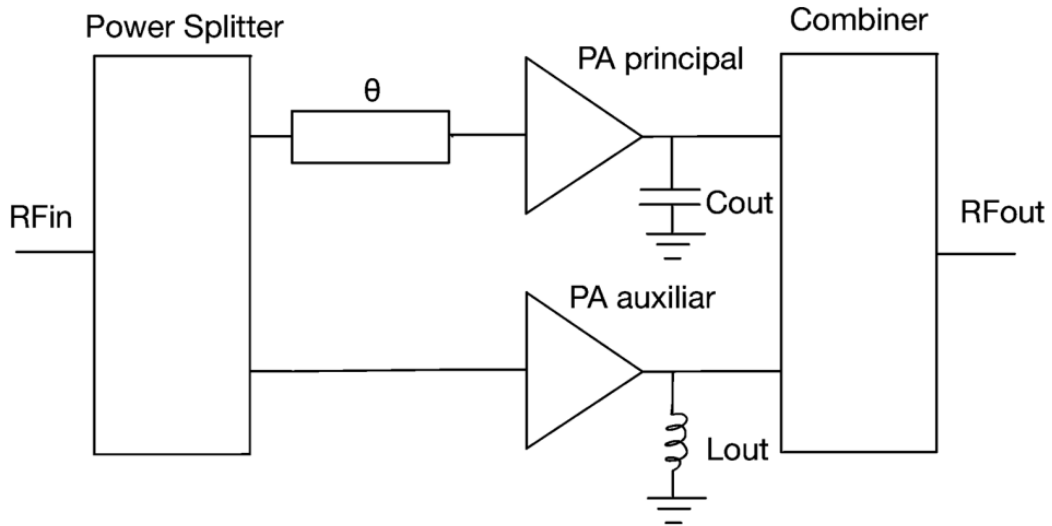 Power Splitter
Combiner
θ
PA principal
Cout
RFin
RFout
PA auxiliar
Lout